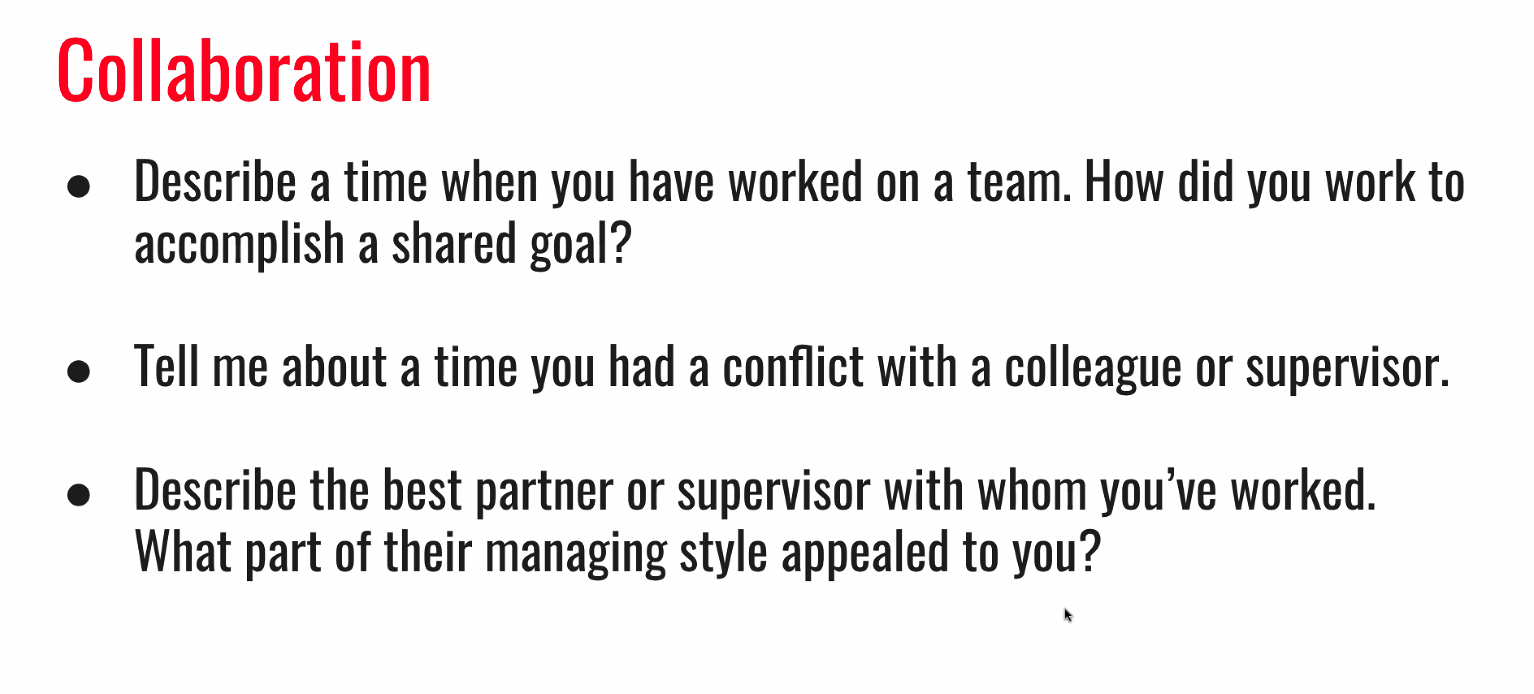 Collaboration
● Describe a time when you have worked on a team. How did you work to
accomplish a shared goal?
● Tell me about a time you had a conflict with a colleague or supervisor.
● Describe the best partner or supervisor with whom you’ve worked.
What part of their managing style appealed to you?